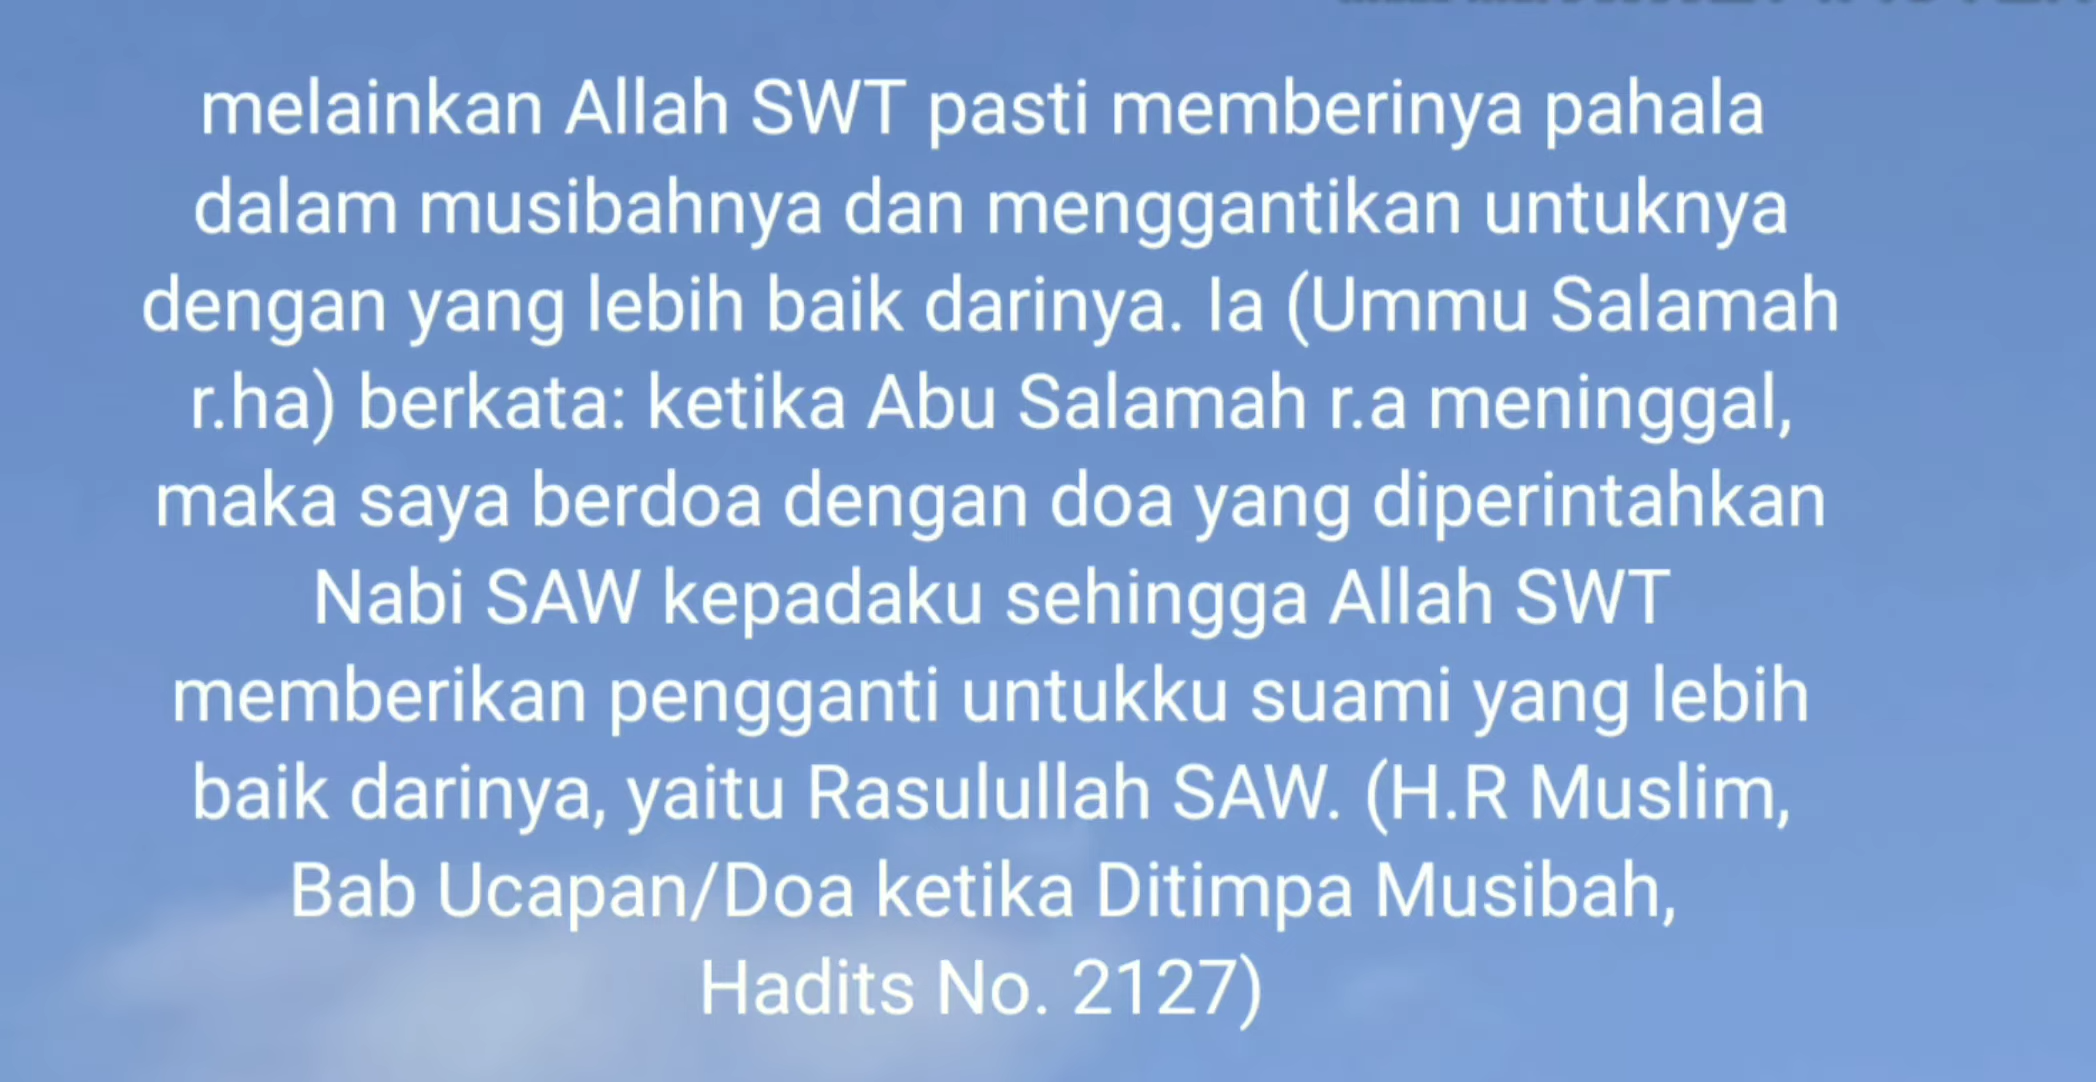 melainkan Allah SWT pasti memberinya pahala
dalam musibahnya dan menggantikan untuknya
dengan yang lebih baik darinya. Ia (Ummu Salamah
r.ha) berkata: ketika Abu Salamah r.a meninggal,
maka saya berdoa dengan doa yang diperintahkan
Nabi SAW kepadaku sehingga Allah SWT
memberikan pengganti untukku suami yang lebih
baik darinya, yaitu Rasulullah SAW. (H.R Muslim,
Bab Ucapan/Doa ketika Ditimpa Musibah,
Hadits No. 2127)